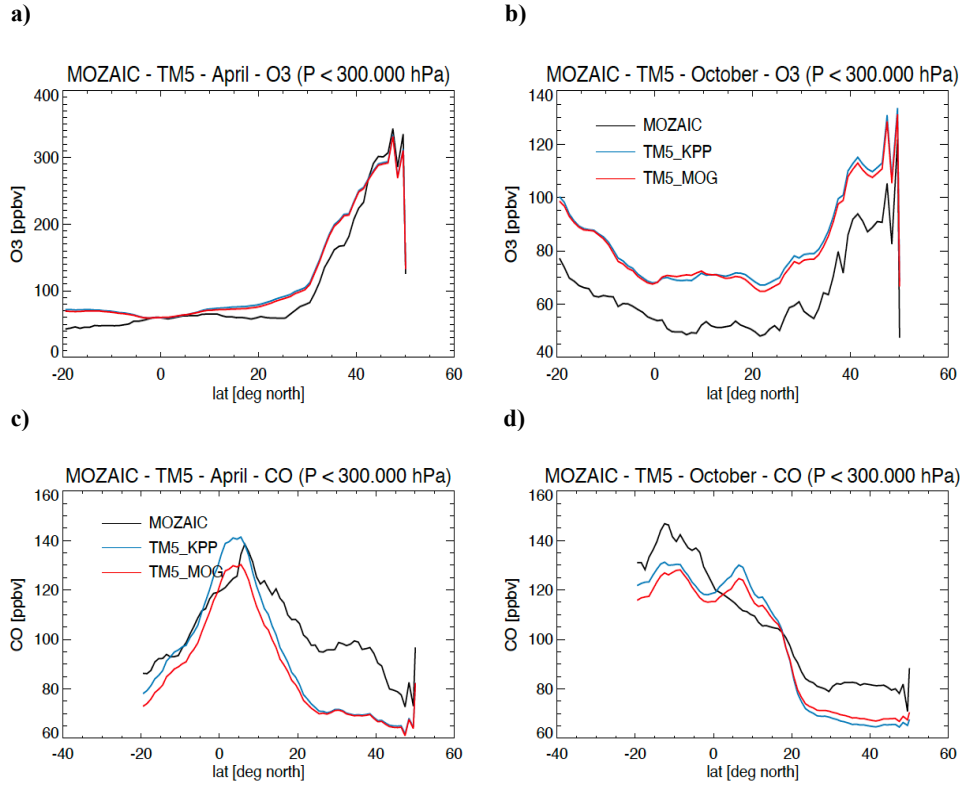 a)
b)
MOZAIC - TM5 - April - O3 (P < 300.000 hPa)
400
300
200
100
0
O3 [ppbv]
-20 0 20 40 60
lat [deg north]
MOZAIC - TM5 - October - O3 (P < 300.000 hPa)
140
120
100
80
60
40
O3 [ppbv]
MOZAIC
TM5_KPP
TM5_MOG
-20 0 20 40 60
lat [deg north]
c)
d)
MOZAIC - TM5 - April - CO (P < 300.000 hPa)
160
140
120
100
80
60
CO [ppbv]
MOZAIC
TM5_KPP
TM5_MOG
-40 -20 0 20 40 60
lat [deg north]
MOZAIC - TM5 - October - CO (P < 300.000 hPa)
160
140
120
100
80
60
CO [ppbv]
-40 -20 0 20 40 60
lat [deg north]